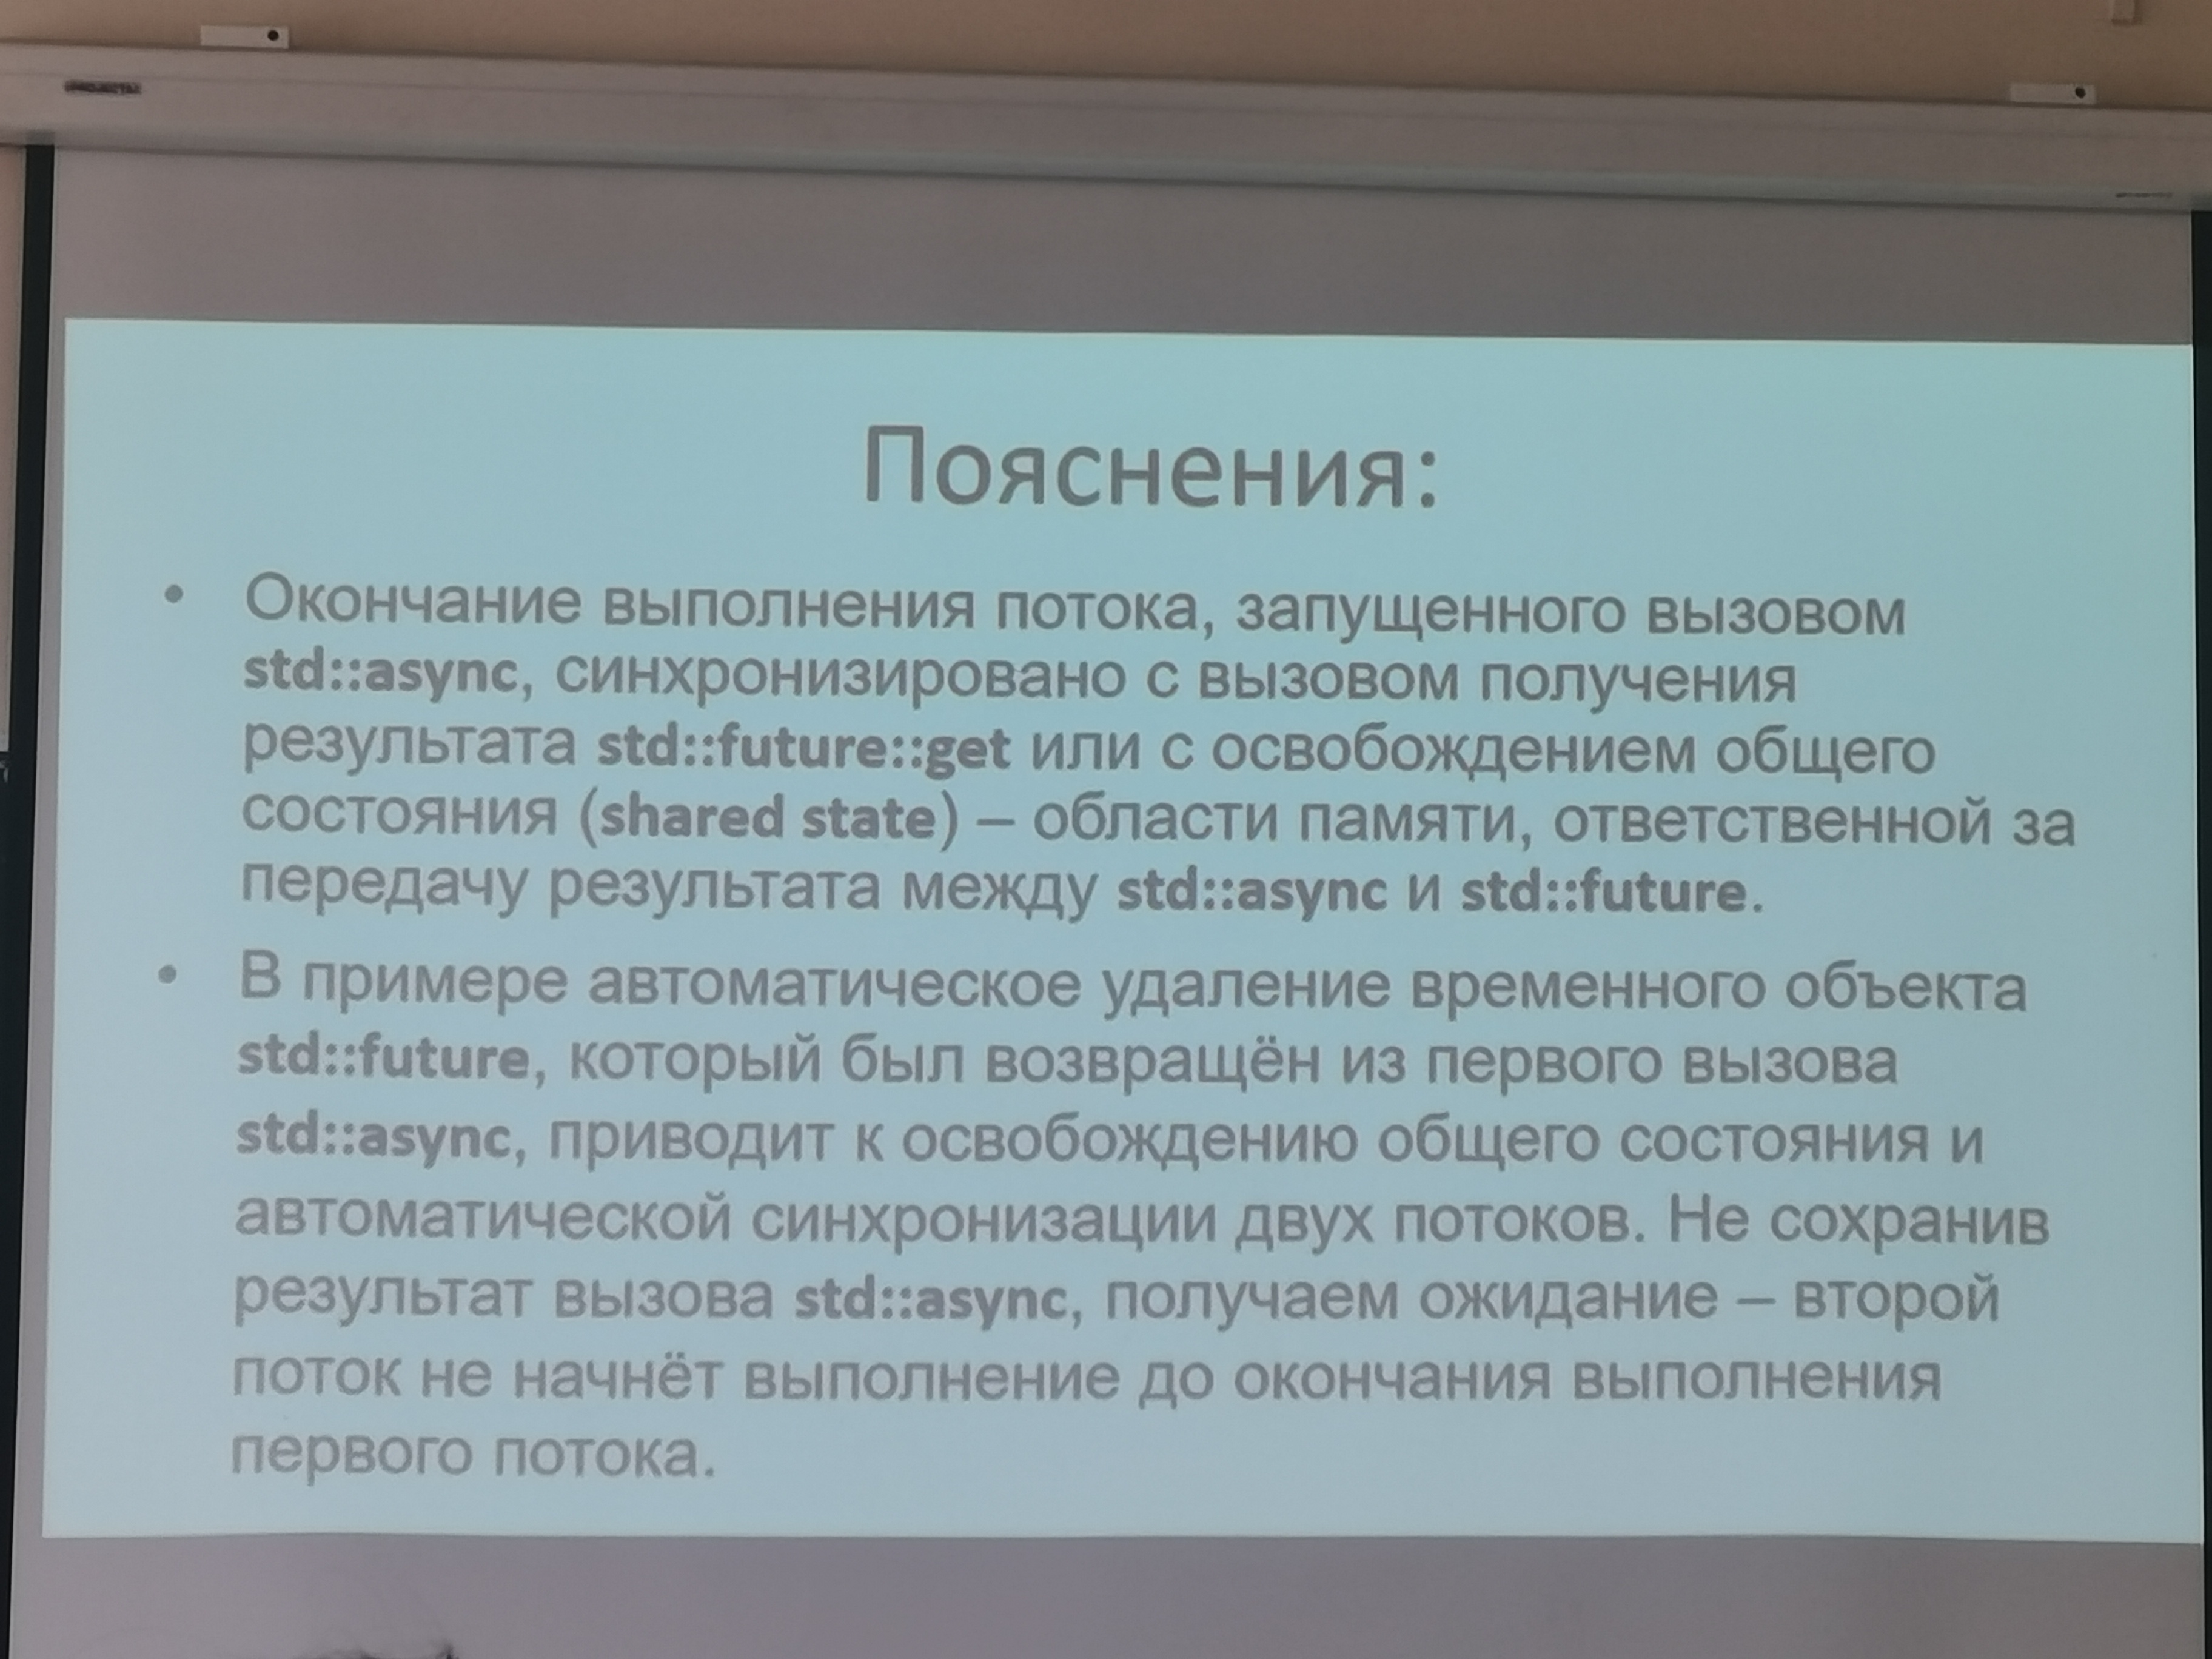 Пояснения:
• Окончание выполнения потока, запущенного вызовом
std::async, синхронизировано с вызовом получения
результата std::future::get или с освобождением общего
состояния (shared state) – области памяти, ответственной за
передачу результата между std::async и std::future.
• В примере автоматическое удаление временного объекта
std::future, который был возвращён из первого вызова
std::async, приводит к освобождению общего состояния и
автоматической синхронизации двух потоков. Не сохранив
результат вызова std::async, получаем ожидание – второй
поток не начнёт выполнение до окончания выполнения
первого потока.